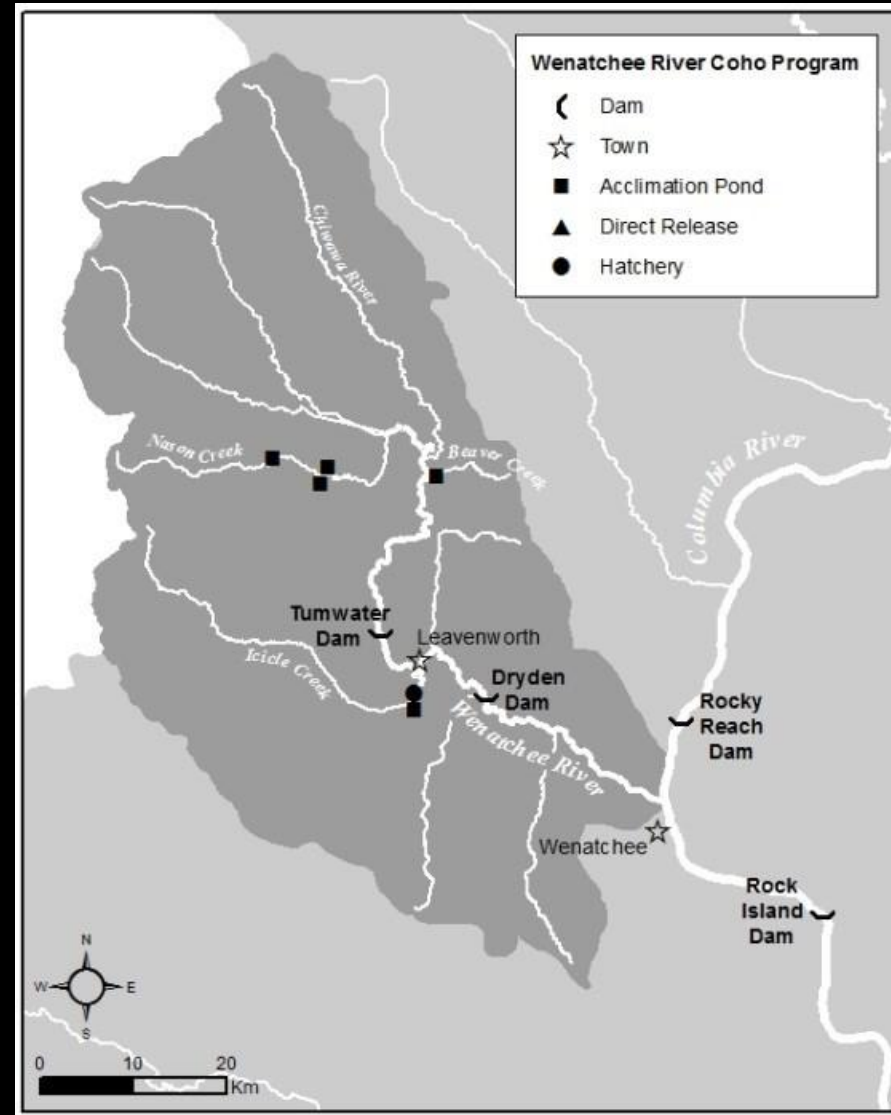 Wenatchee River Coho Program
Dam
Town
Acclimation Pond
Direct Release
Hatchery
Chiwawa River
Nason Creek
Beaver Creek
Columbia River
Tumwater
Dam
Leavenworth
Icicle Creek
Dryden
Dam
Wenatchee River
Rocky
Reach
Dam
Wenatchee
Rock
Island
Dam
N
W
E
S
0 10 20
Km